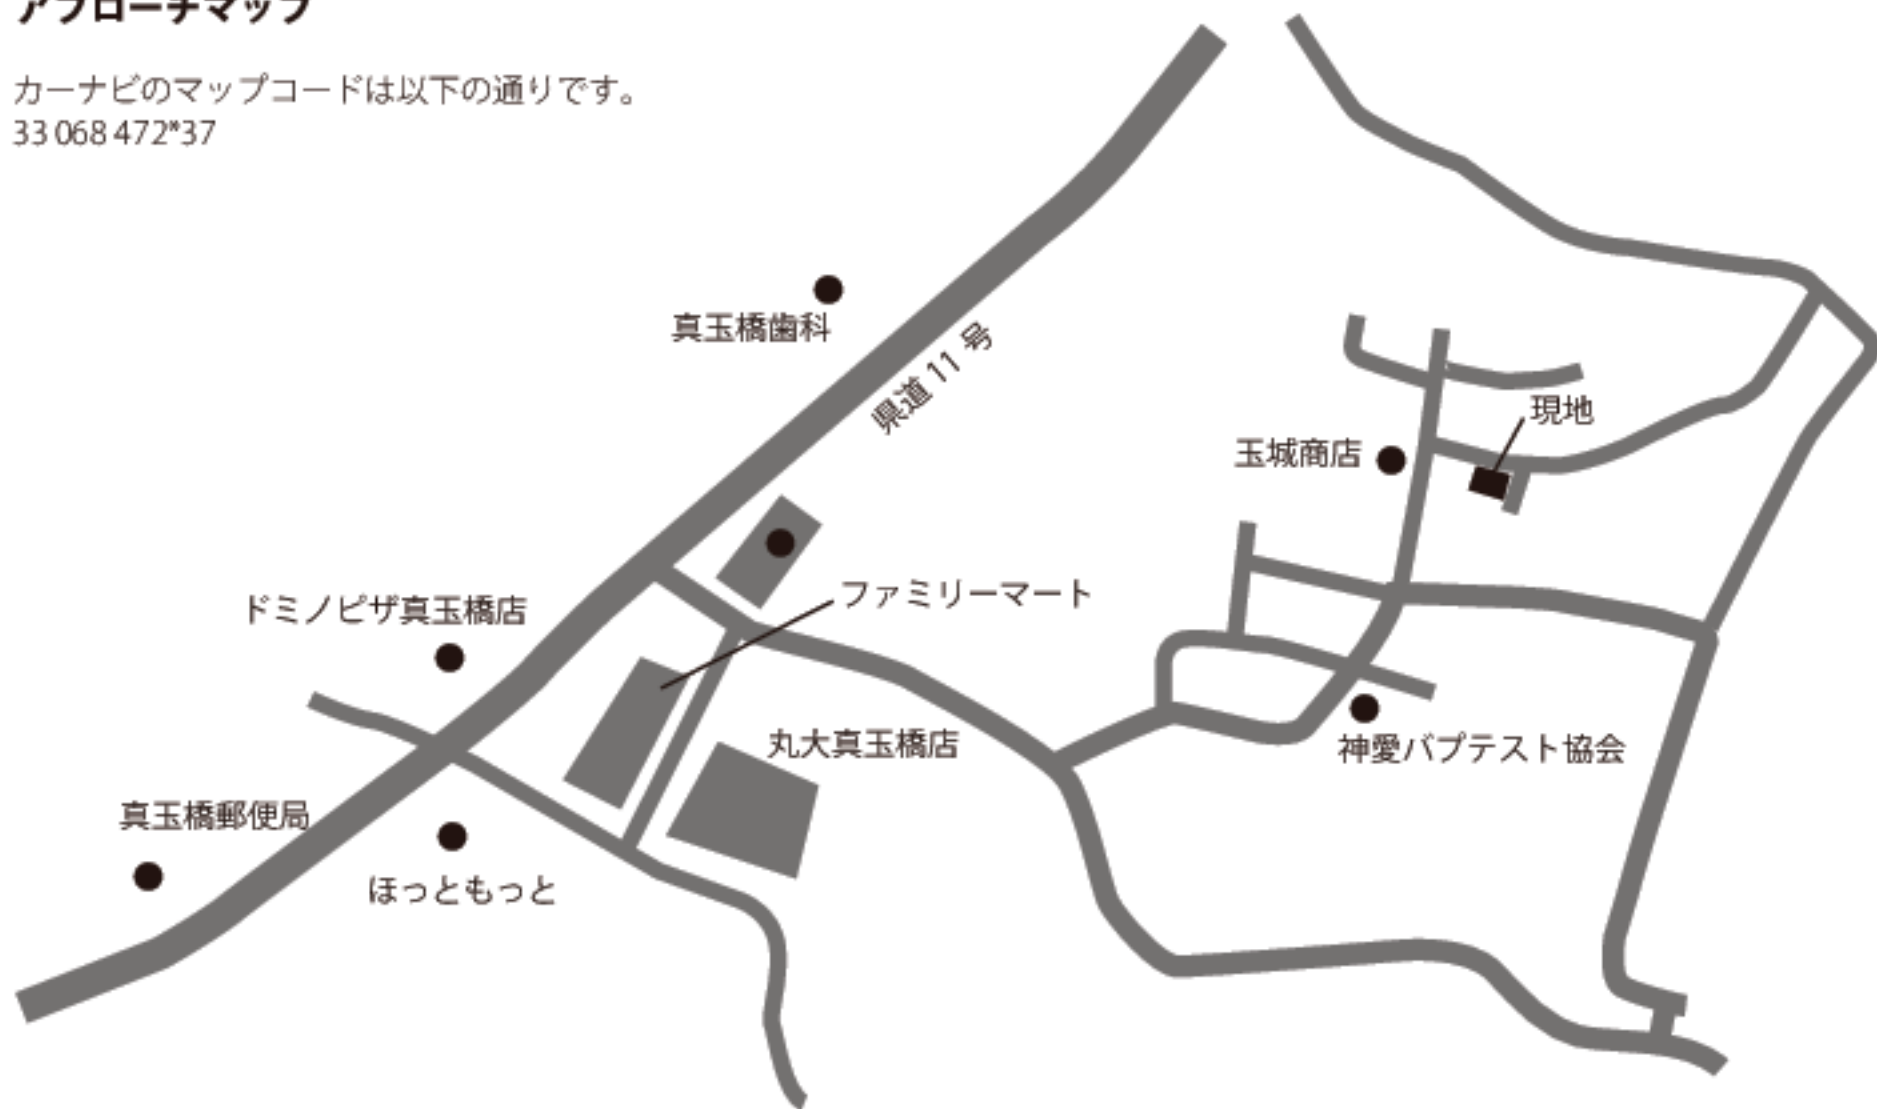 アプローチマップ
カーナビのマップコードは以下の通りです。
33 068 472*37
真玉橋歯科
県道 11 号
現地
玉城商店
ファミリーマート
ドミノピザ真玉橋店
丸大真玉橋店
神愛バプテスト協会
真玉橋郵便局
ほっともっと